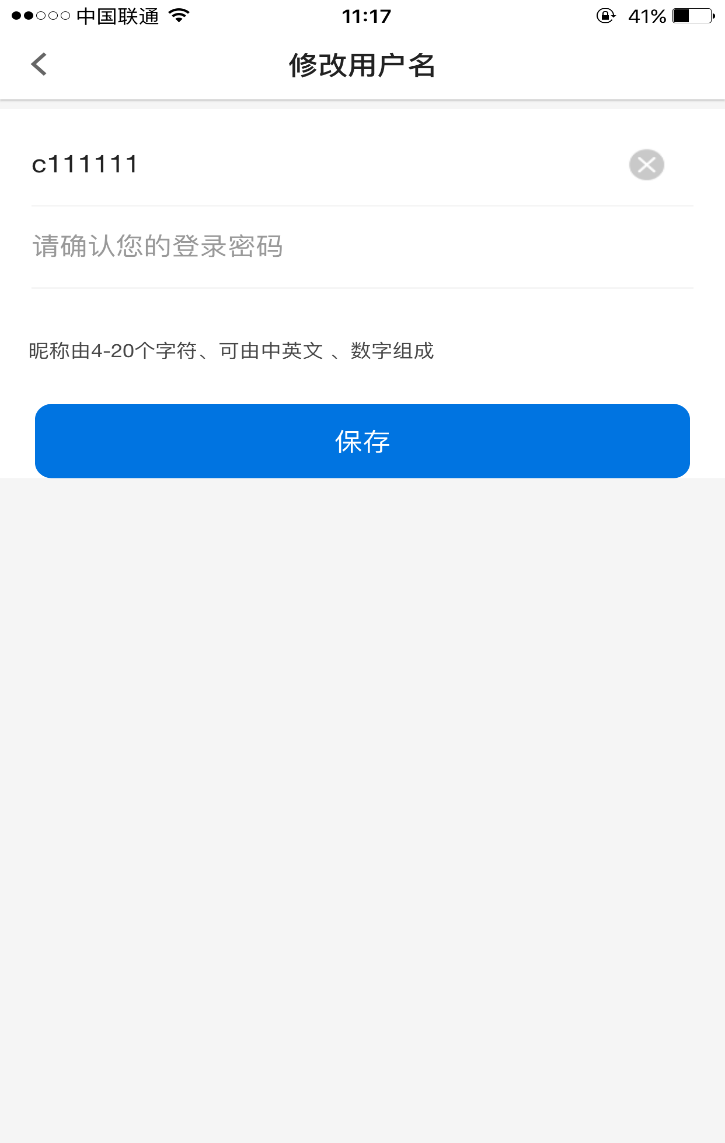 中国联通 11:17 41%
修改用户名
c111111
请确认您的登录密码
昵称由4-20个字符、可由中英文 、数字组成
保存